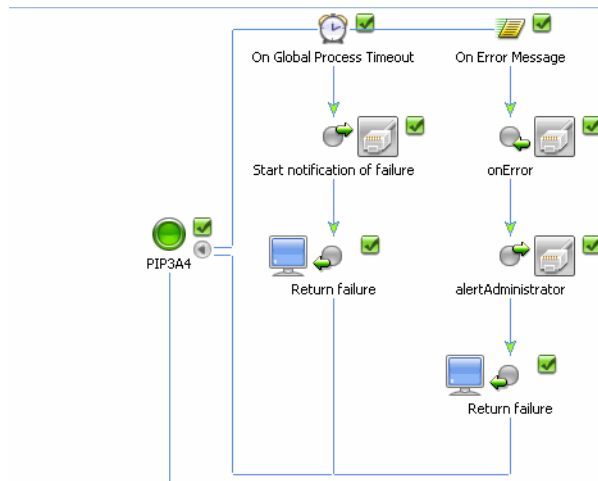 On Global Process Timeout
On Error Message
Start notification of failure
onError
PIP3A4
Return failure
alertAdministrator
Return failure